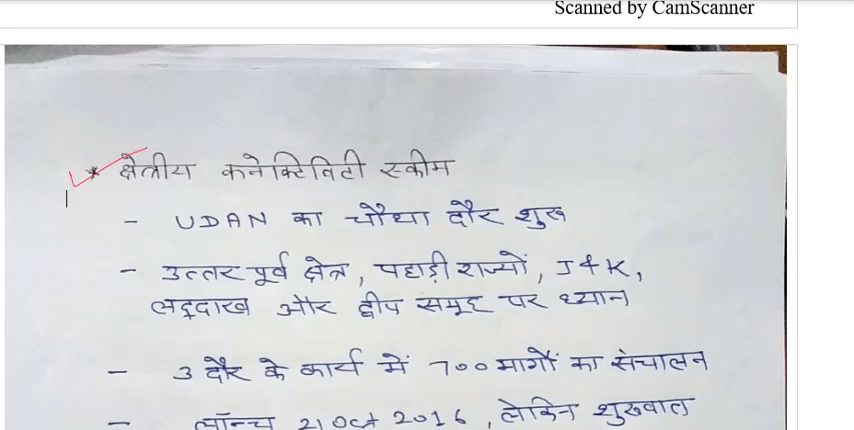 Scanned by CamScanner
* क्षेत्रीय कनेक्टिविटी स्कीम
- UDAN का चौथा दौर शुरू
- उत्तर पूर्व क्षेत्र, पहाड़ी राज्यों, J&K,
लद्दाख और द्वीप समूह पर ध्यान
- 3 दौर के कार्य में 700 मार्गों का संचालन
- लॉन्च 21 Oct 2016, लेकिन शुरुवात